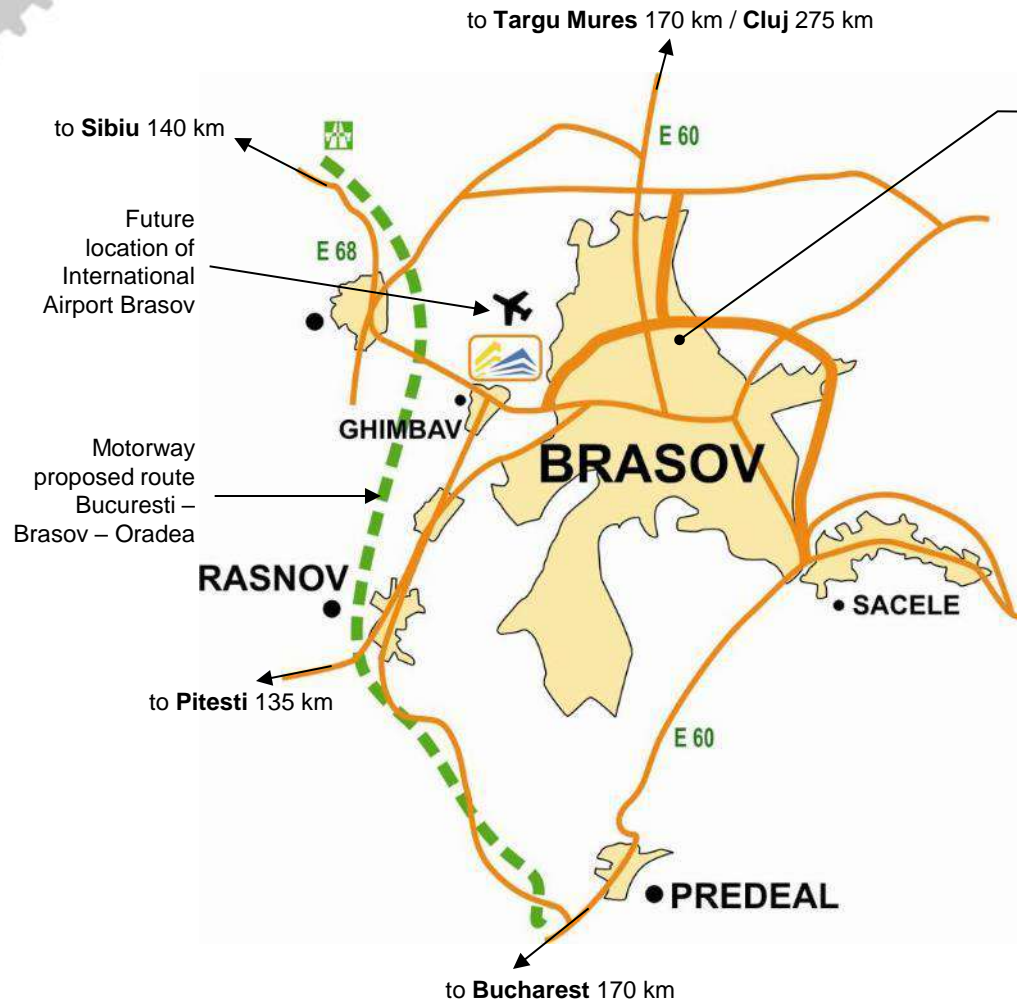 to Targu Mures 170 km / Cluj 275 km
to Sibiu 140 km
E 60
Future
location of
International
Airport Brasov
E 68
GHIMBAV
BRASOV
Motorway
proposed route
Bucuresti –
Brasov – Oradea
RASNOV
SACELE
to Pitesti 135 km
E 60
PREDEAL
to Bucharest 170 km